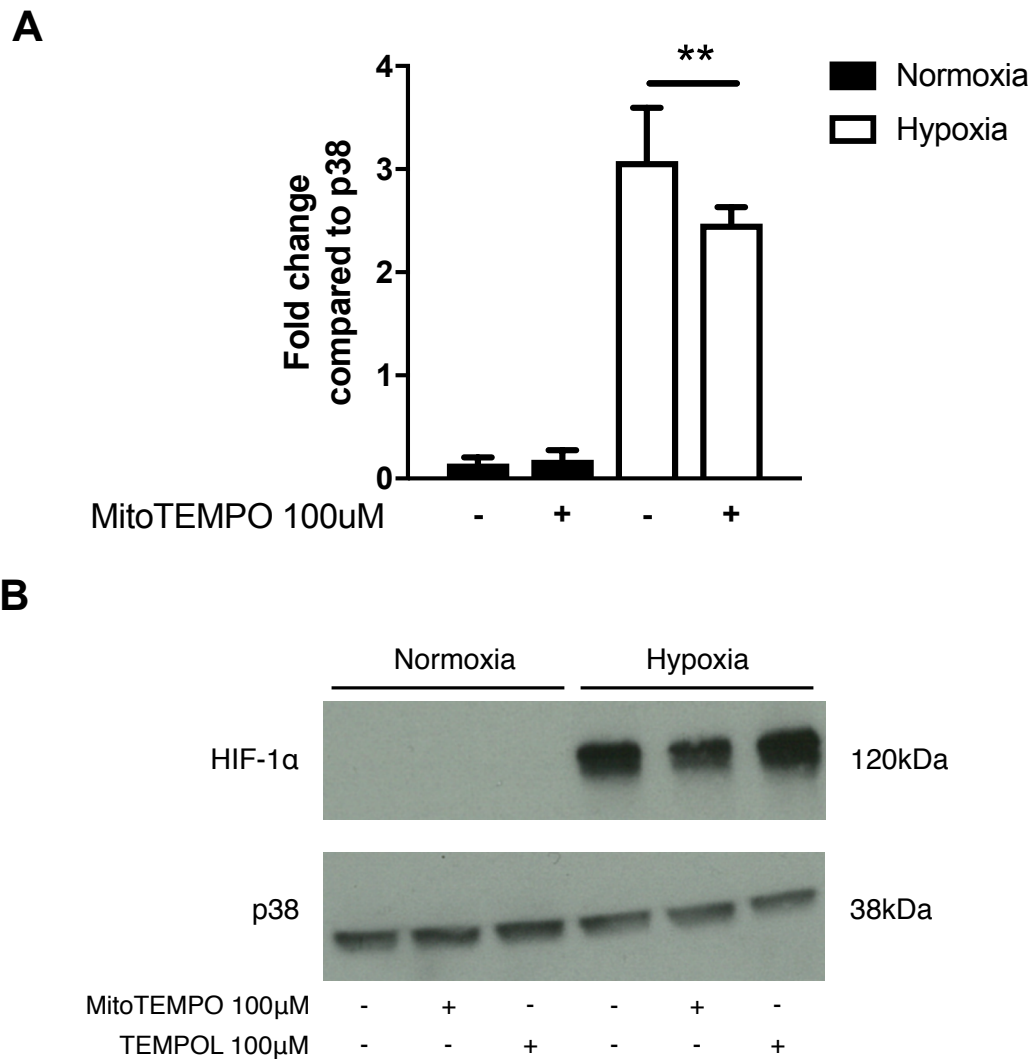 A
4
3
2
1
0
Fold change
compared to p38
**
Normoxia
Hypoxia
MitoTEMPO 100uM - + - +
B
Normoxia Hypoxia
HIF-1α 120kDa
p38 38kDa
MitoTEMPO 100µM - + - - + -
TEMPOL 100µM - - + - - +